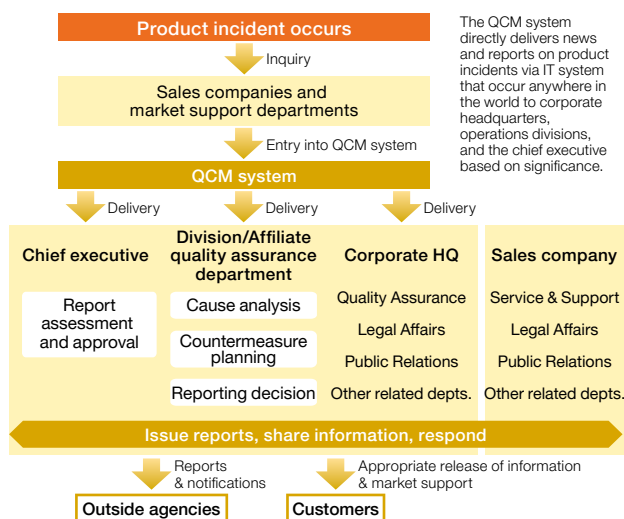 Product incident occurs
Inquiry
Sales companies and
market support departments
Entry into QCM system
QCM system
Delivery
Delivery
Delivery
The QCM system
directly delivers news
and reports on product
incidents via IT system
that occur anywhere in
the world to corporate
headquarters,
operations divisions,
and the chief executive
based on significance.
Chief executive
Report
assessment
and approval
Division/Affiliate
quality assurance
department
Cause analysis
Countermeasure
planning
Reporting decision
Corporate HQ
Quality Assurance
Legal Affairs
Public Relations
Other related depts.
Sales company
Service & Support
Legal Affairs
Public Relations
Other related depts.
Issue reports, share information, respond
Reports
& notifications
Appropriate release of information
& market support
Outside agencies
Customers